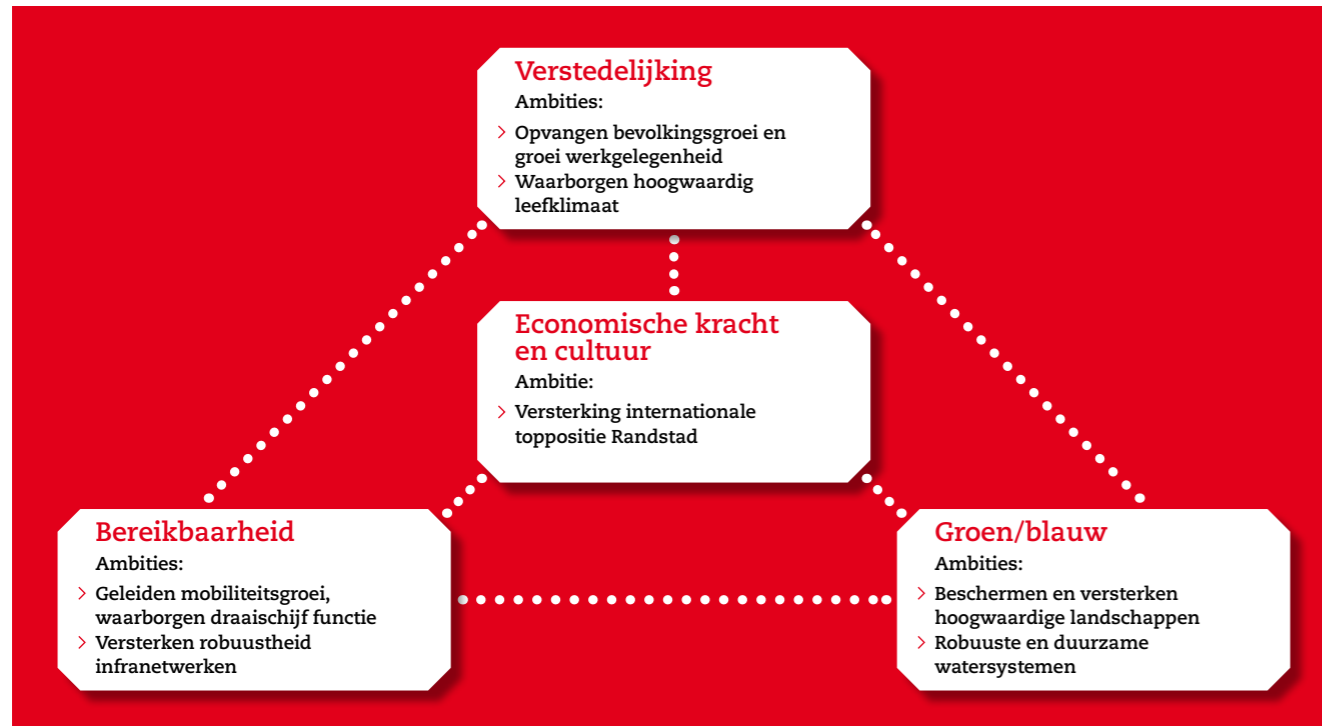 Verstedelijking
Ambities:
> Opvangen bevolkingsgroei en
groei werkgelegenheid
> Waarborgen hoogwaardig
leefklimaat
Economische kracht
en cultuur
Ambitie:
> Versterking internationale
toppositie Randstad
Bereikbaarheid
Ambities:
> Geleiden mobiliteitsgroei,
waarborgen draaischijf functie
> Versterken robuustheid
infranetwerken
Groen/blauw
Ambities:
> Beschermen en versterken
hoogwaardige landschappen
> Robuuste en duurzame
watersystemen